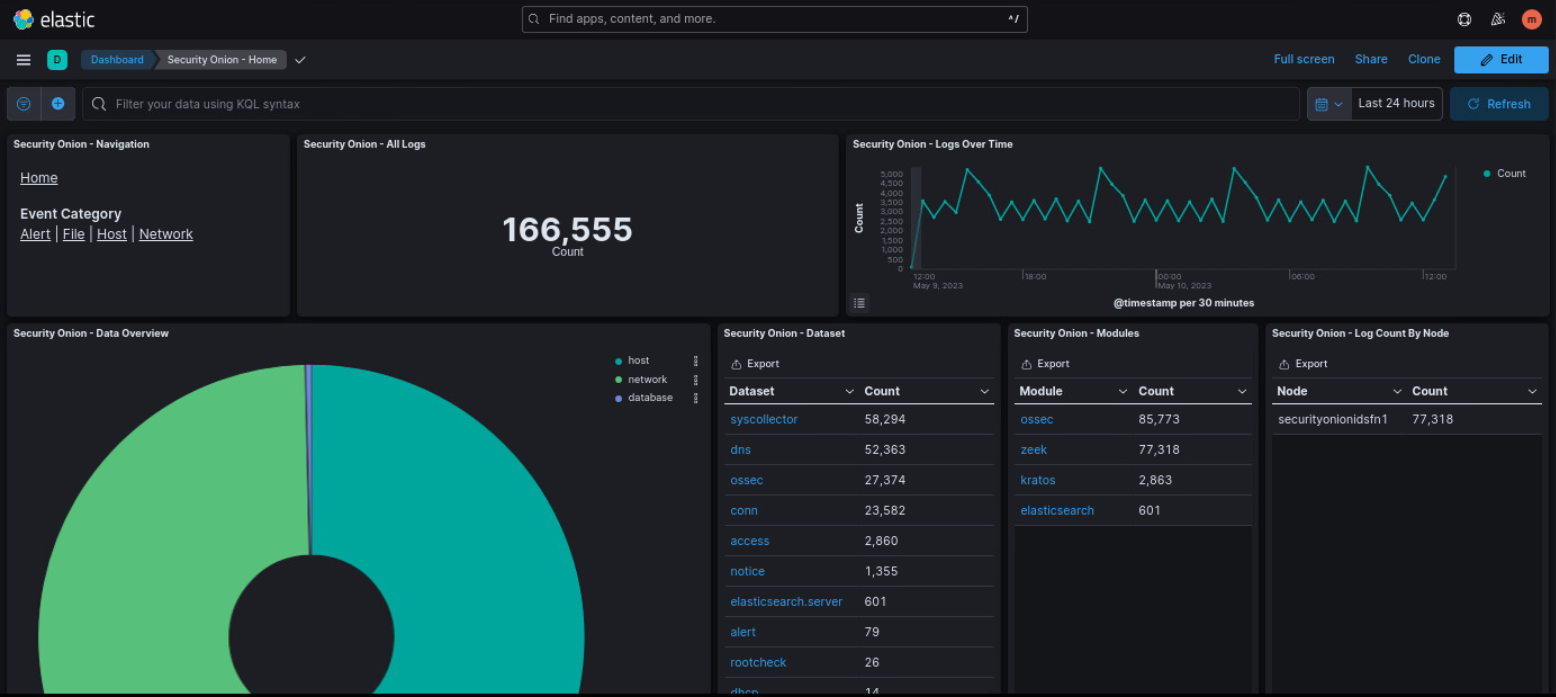 elastic
Find apps, content, and more.
^/
m
D
Dashboard
Security Onion - Home
Full screen
Share
Clone
Edit
Filter your data using KQL syntax
Last 24 hours
Refresh
Security Onion - Navigation
Home
Event Category
Alert | File | Host | Network
Security Onion - All Logs
166,555
Count
Security Onion - Logs Over Time
Count
5,000
4,500
4,000
3,500
3,000
2,500
2,000
1,500
1,000
500
0
12:00
May 9, 2023
18:00
00:00
May 10, 2023
06:00
12:00
@timestamp per 30 minutes
Count
Security Onion - Data Overview
host
network
database
Security Onion - Dataset
Export
Dataset Count
syscollector 58,294
dns 52,363
ossec 27,374
conn 23,582
access 2,860
notice 1,355
elasticsearch.server 601
alert 79
rootcheck 26
dhcp 14
Security Onion - Modules
Export
Module Count
ossec 85,773
zeek 77,318
kratos 2,863
elasticsearch 601
Security Onion - Log Count By Node
Export
Node Count
securityonionidsfn1 77,318